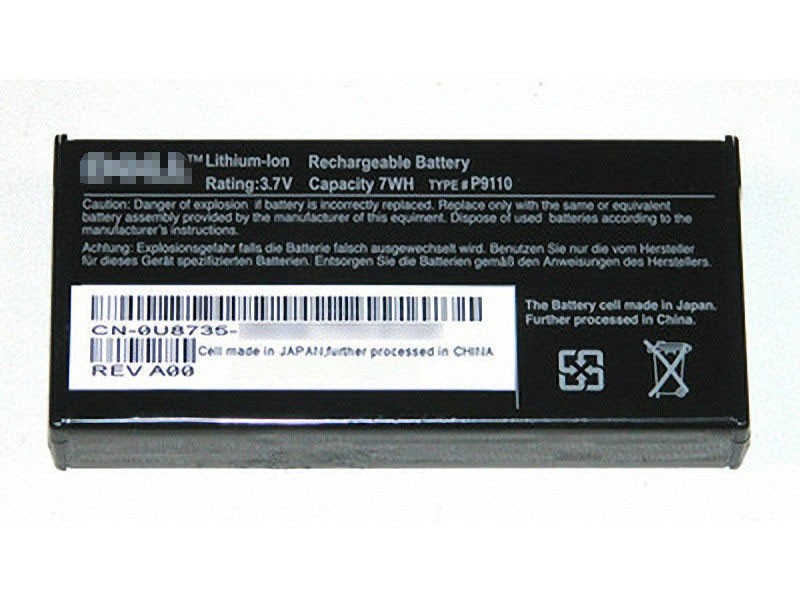 ™ Lithium-Ion Rechargeable Battery
Rating:3.7V Capacity 7WH TYPE # P9110
Caution: Danger of explosion if battery is incorrectly replaced. Replace only with the same or equivalent
battery assembly provided by the manufacturer of this equiment. Dispose of used batteries according to the
manufacturer's instructions.
Achtung: Explosionsgefahr falls die Batterie falsch ausgewechselt wird. Benutzen Sie nur die vom Hersteller
für dieses Gerät spezifizierten Batterien. Entsorgen Sie die Batterien gemäß den Anweisungen des Herstellers.
CN-0U8735-
Cell made in JAPAN,further processed in CHINA
REV A00
The Battery cell made in Japan.
Further processed in China.